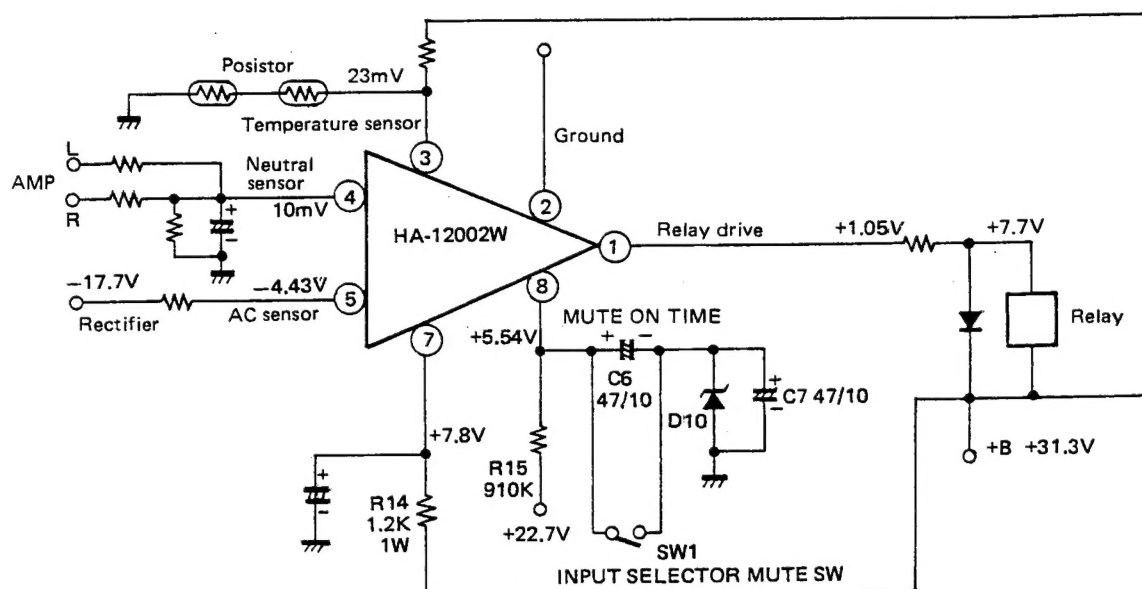 Posistor
23mV
Temperature sensor
Ground
3
L
AMP
R
Neutral
sensor
10mV
4
2
HA-12002W
1
Relay drive
+1.05V
+7.7V
-17.7V
-4.43V
5
8
Rectifier
AC sensor
7
+5.54V
MUTE ON TIME
+ -
Relay
C6
47/10
D10
+
C7 47/10
-
+7.8V
+
-
R14
1.2K
1W
R15
910K
+22.7V
+B +31.3V
SW1
INPUT SELECTOR MUTE SW
+
-